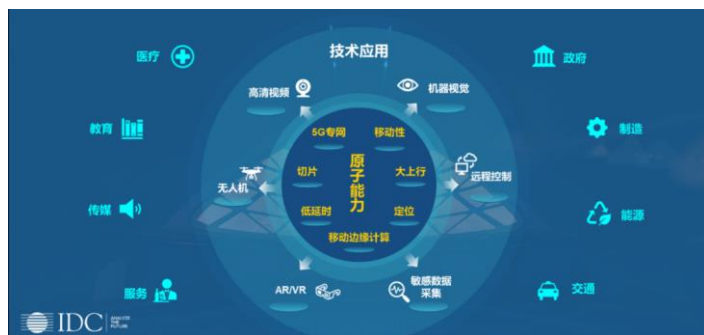 技术应用
医疗
政府
高清视频
机器视觉
教育
5G专网
移动性
制造
原子能力
切片
大上行
无人机
远程控制
传媒
低延时
定位
能源
移动边缘计算
服务
AR/VR
敏感数据
采集
交通
IDC
ANALYZE
THE
FUTURE